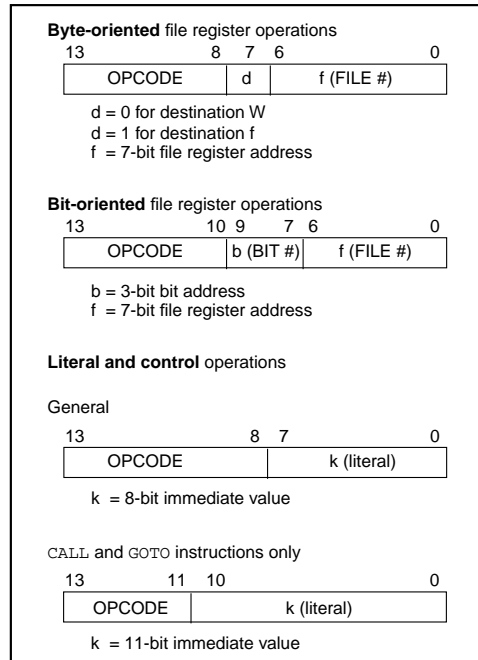 Byte-oriented file register operations
13 8 7 6 0
OPCODE d f (FILE #)
d = 0 for destination W
d = 1 for destination f
f = 7-bit file register address
Bit-oriented file register operations
13 10 9 7 6 0
OPCODE b (BIT #) f (FILE #)
b = 3-bit bit address
f = 7-bit file register address
Literal and control operations
General
13 8 7 0
OPCODE k (literal)
k = 8-bit immediate value
CALL and GOTO instructions only
13 11 10 0
OPCODE k (literal)
k = 11-bit immediate value